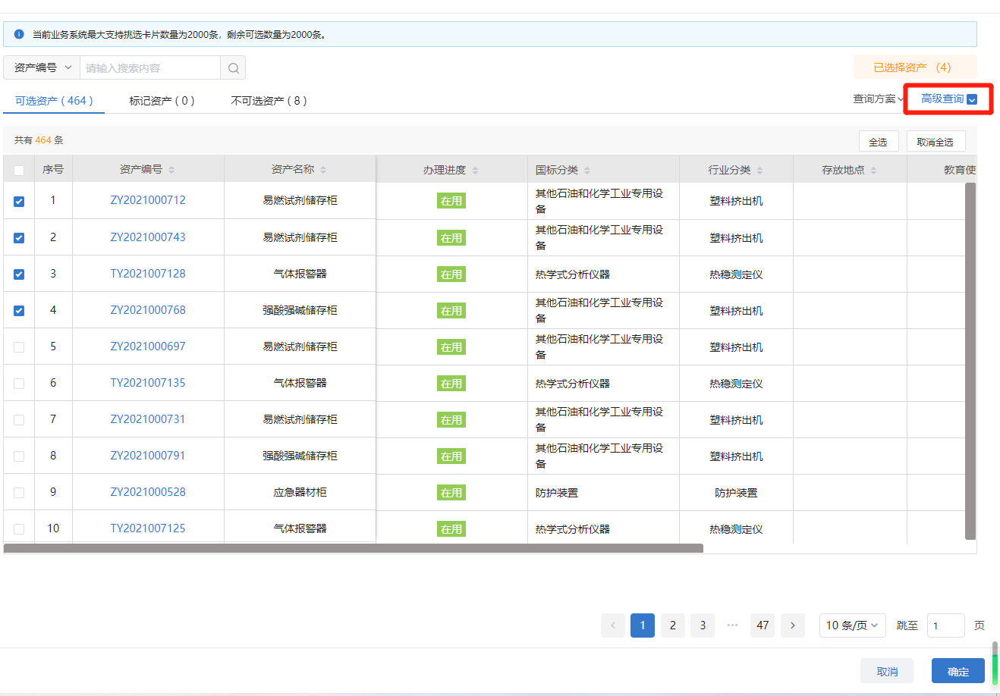 当前业务系统最大支持挑选卡片数量为2000条，剩余可选数量为2000条。
资产编号 请输入搜索内容 已选择资产 （4）
可选资产 ( 464 ) 标记资产 ( 0 ) 不可选资产 ( 8 ) 查询方案 高级查询
共有 464 条 全选 取消全选
序号 资产编号 资产名称 办理进度 国标分类 行业分类 存放地点 教育使
1 ZY2021000712 易燃试剂储存柜 在用 其他石油和化学工业专用设备 塑料挤出机
2 ZY2021000743 易燃试剂储存柜 在用 其他石油和化学工业专用设备 塑料挤出机
3 TY2021007128 气体报警器 在用 热学式分析仪器 热稳测定仪
4 ZY2021000768 强酸强碱储存柜 在用 其他石油和化学工业专用设备 塑料挤出机
5 ZY2021000697 易燃试剂储存柜 在用 其他石油和化学工业专用设备 塑料挤出机
6 TY2021007135 气体报警器 在用 热学式分析仪器 热稳测定仪
7 ZY2021000731 易燃试剂储存柜 在用 其他石油和化学工业专用设备 塑料挤出机
8 ZY2021000791 强酸强碱储存柜 在用 其他石油和化学工业专用设备 塑料挤出机
9 ZY2021000528 应急器材柜 在用 防护装置 防护装置
10 TY2021007125 气体报警器 在用 热学式分析仪器 热稳测定仪
< 1 2 3 ••• 47 > 10 条/页 跳至 1 页
取消 确定